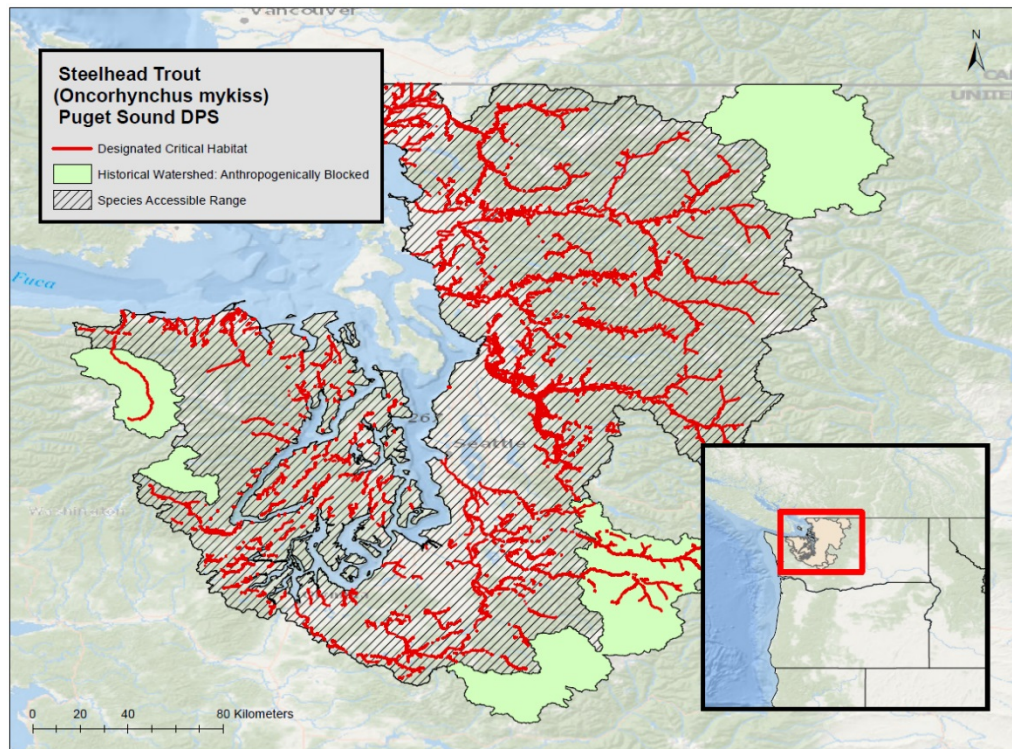 Vancouver
Steelhead Trout
(Oncorhynchus mykiss)
Puget Sound DPS
Designated Critical Habitat
Historical Watershed: Anthropogenically Blocked
Species Accessible Range
N
UNITED
Fuca
Seattle
0 20 40 80 Kilometers